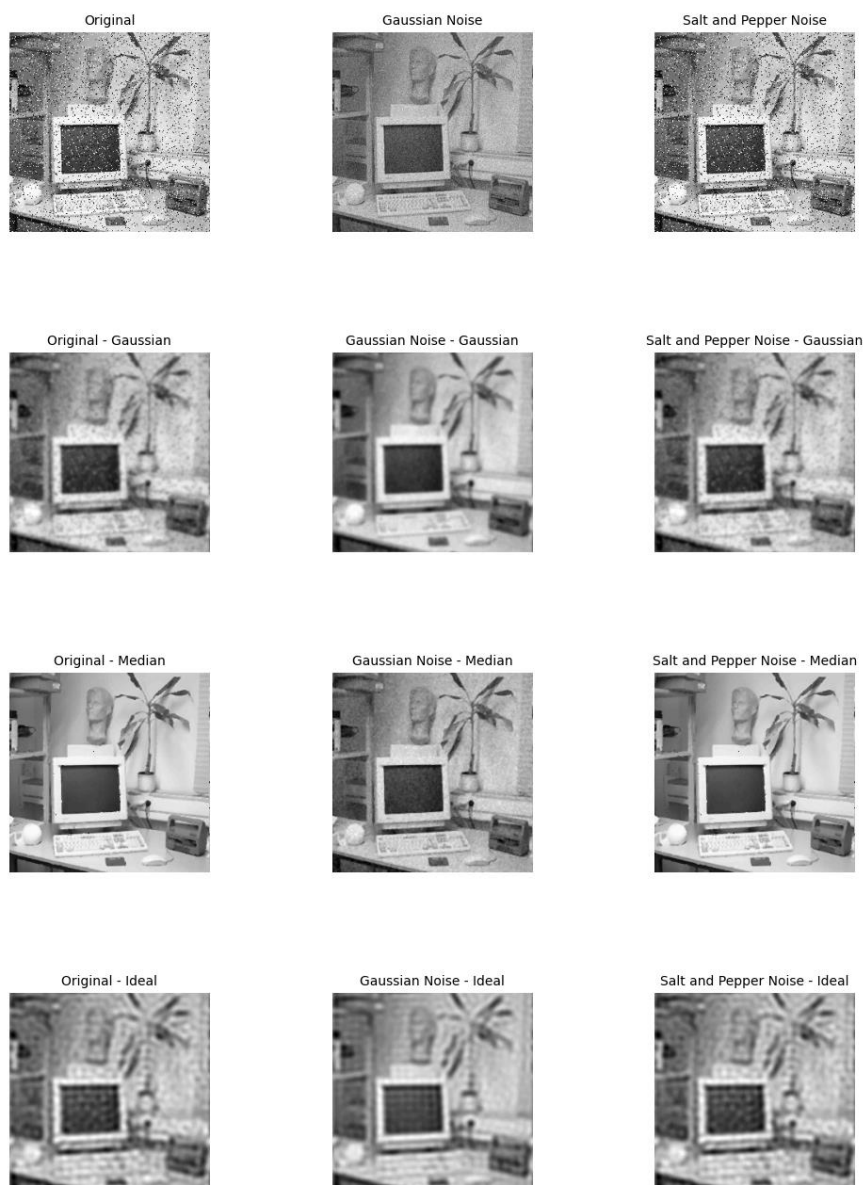 Original
Gaussian Noise
Salt and Pepper Noise
Original - Gaussian
Gaussian Noise - Gaussian
Salt and Pepper Noise - Gaussian
Original - Median
Gaussian Noise - Median
Salt and Pepper Noise - Median
Original - Ideal
Gaussian Noise - Ideal
Salt and Pepper Noise - Ideal